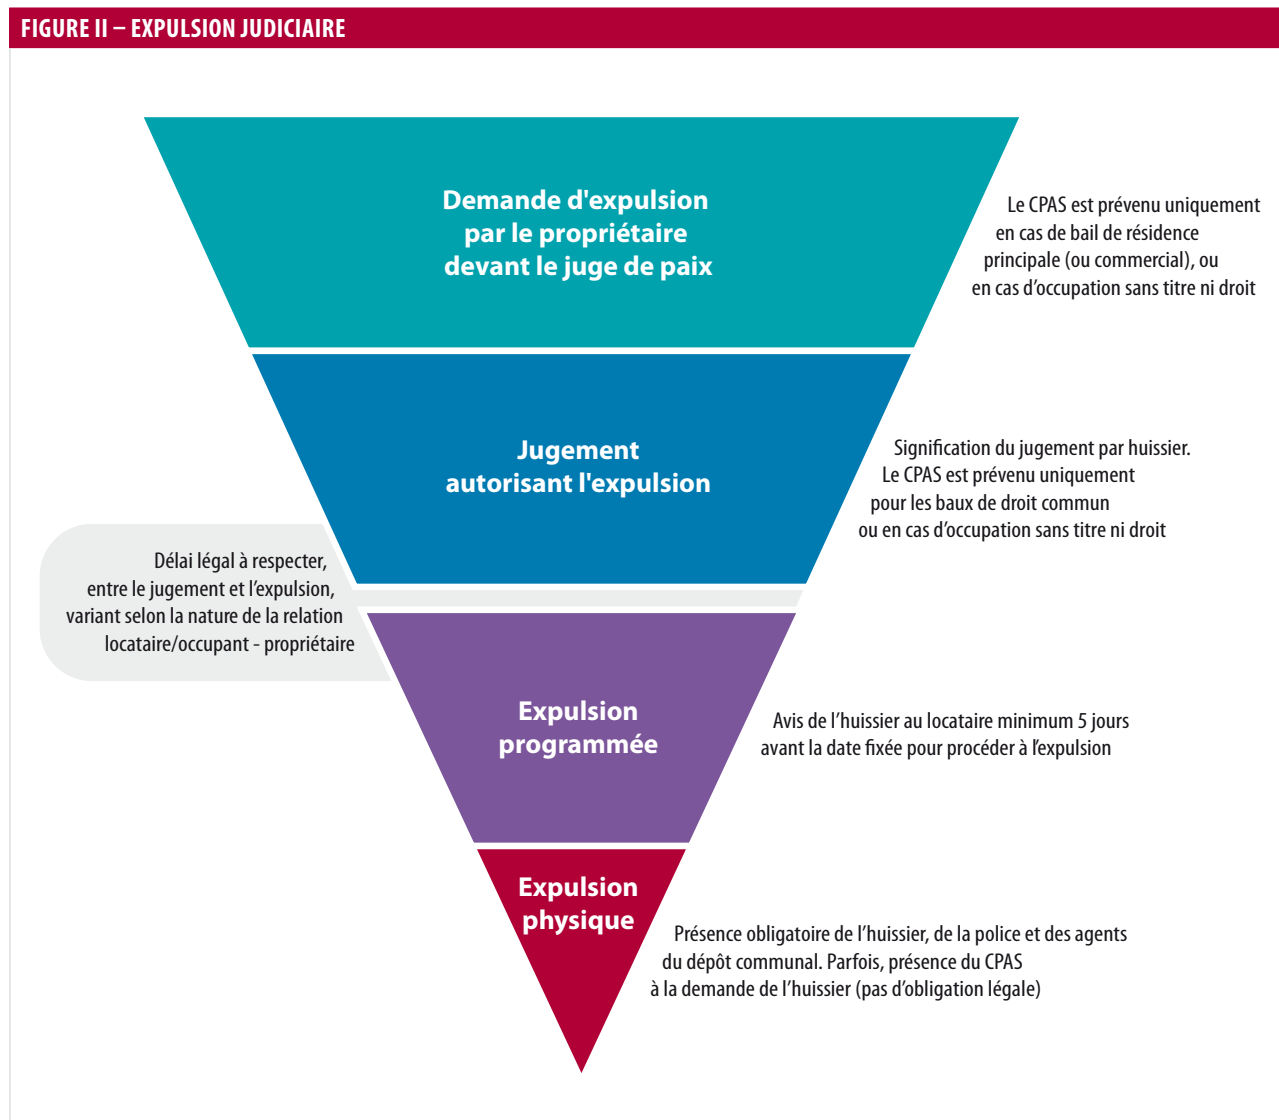 FIGURE II – EXPULSION JUDICIAIRE
Demande d'expulsion
par le propriétaire
devant le juge de paix
Le CPAS est prévenu uniquement
en cas de bail de résidence
principale (ou commercial), ou
en cas d’occupation sans titre ni droit
Jugement
autorisant l'expulsion
Signification du jugement par huissier.
Le CPAS est prévenu uniquement
pour les baux de droit commun
ou en cas d’occupation sans titre ni droit
Délai légal à respecter,
entre le jugement et l’expulsion,
variant selon la nature de la relation
locataire/occupant - propriétaire
Expulsion
programmée
Avis de l’huissier au locataire minimum 5 jours
avant la date fixée pour procéder à l’expulsion
Expulsion
physique
Présence obligatoire de l’huissier, de la police et des agents
du dépôt communal. Parfois, présence du CPAS
à la demande de l’huissier (pas d’obligation légale)